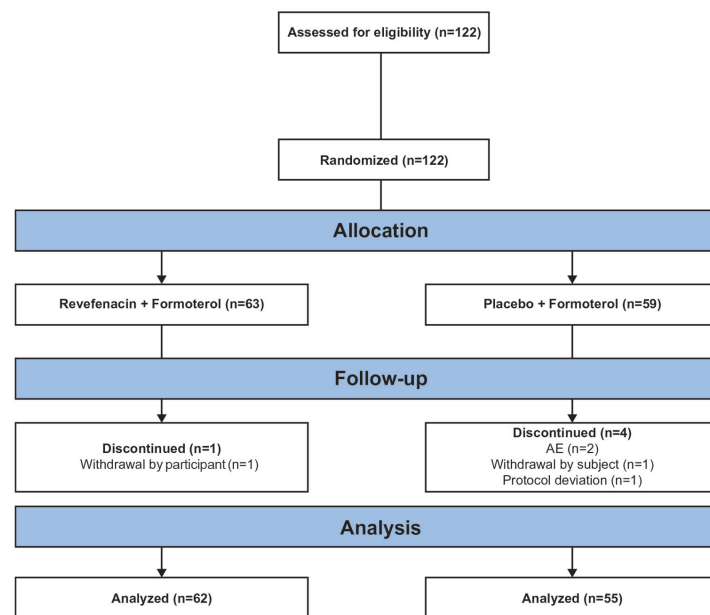 Assessed for eligibility (n=122)
Randomized (n=122)
Allocation
Revefenacin + Formoterol (n=63)
Placebo + Formoterol (n=59)
Follow-up
Discontinued (n=1)
Withdrawal by participant (n=1)
Discontinued (n=4)
AE (n=2)
Withdrawal by subject (n=1)
Protocol deviation (n=1)
Analysis
Analyzed (n=62)
Analyzed (n=55)